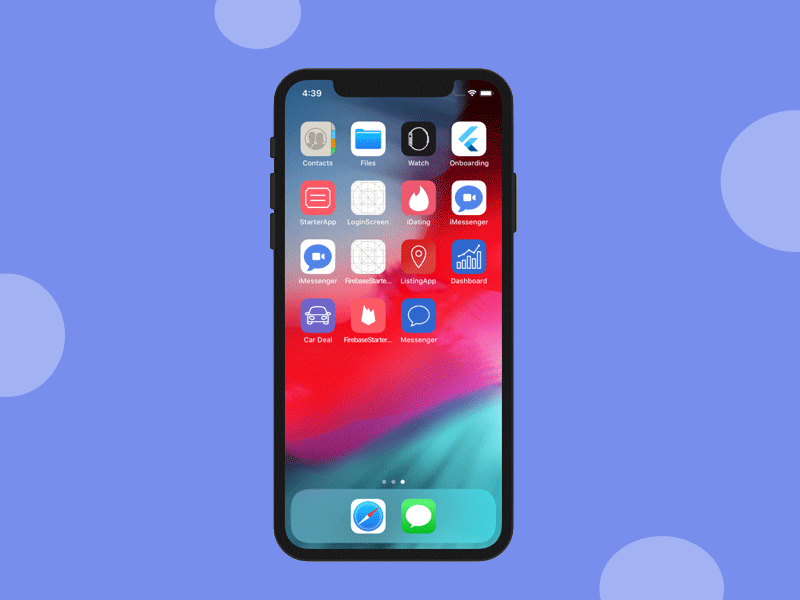 4:39
Contacts Files Watch Onboarding
StarterApp LoginScreen iDating iMessenger
iMessenger FirebaseStarte... ListingApp Dashboard
Car Deal FirebaseStarter... Messenger